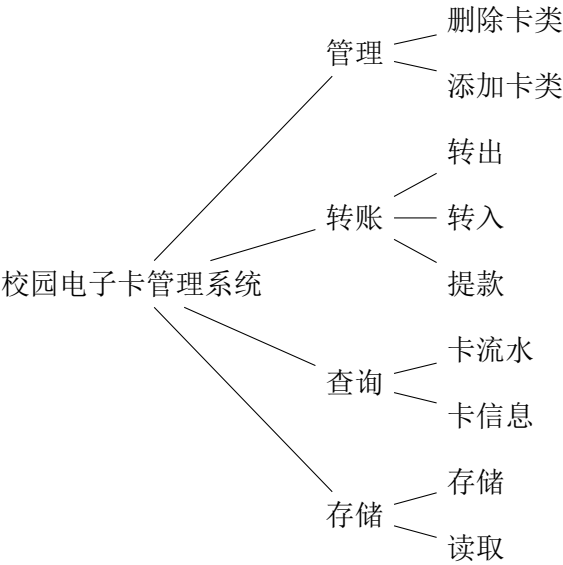 校园电子卡管理系统
管理
删除卡类
添加卡类
转账
转出
转入
提款
查询
卡流水
卡信息
存储
存储
读取